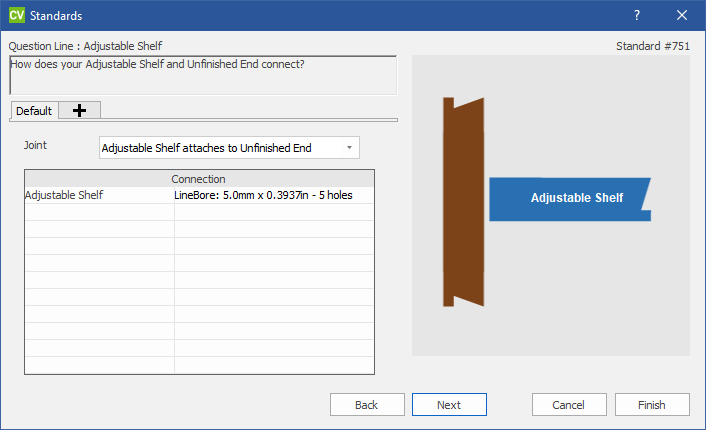 CV Standards ?
Question Line : Adjustable Shelf Standard #751
How does your Adjustable Shelf and Unfinished End connect?
Default
Joint Adjustable Shelf attaches to Unfinished End
Connection
Adjustable Shelf LineBore: 5.0mm x 0.3937in - 5 holes
Adjustable Shelf
Back Next Cancel Finish